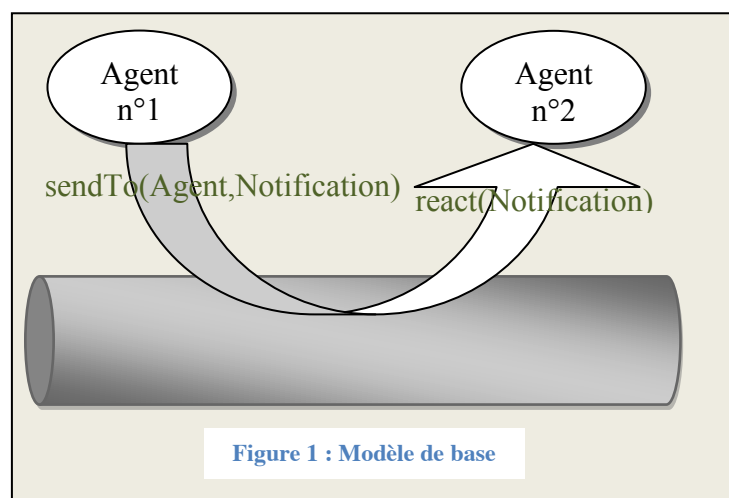 Agent
n°1
Agent
n°2
sendTo(Agent,Notification)
react(Notification)
Figure 1 : Modèle de base